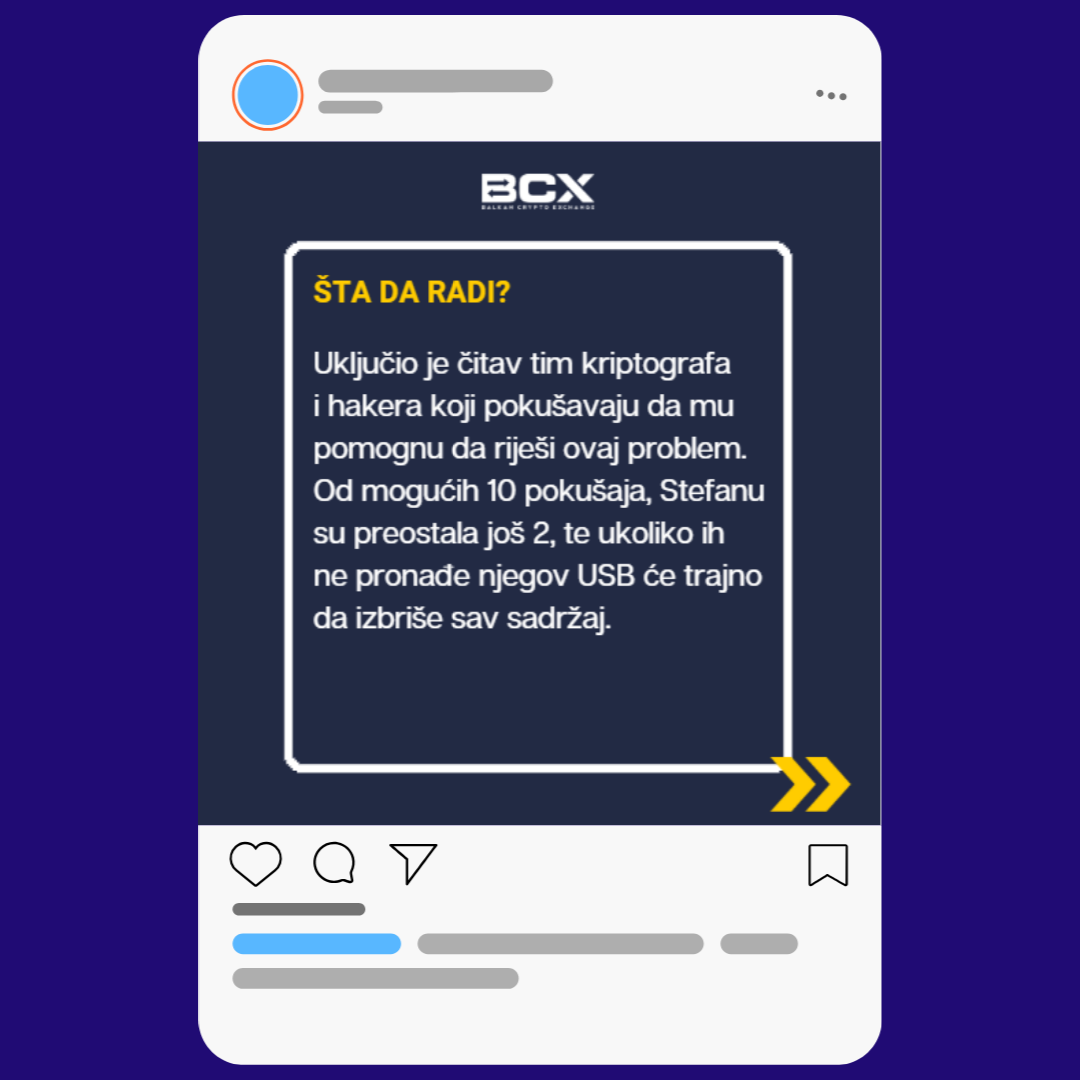 BCX
BALKAN CRYPTO EXCHANGE
ŠTA DA RADI?
Uključio je čitav tim kriptografa
i hakera koji pokušavaju da mu
pomognu da riješi ovaj problem.
Od mogućih 10 pokušaja, Stefanu
su preostala još 2, te ukoliko ih
ne pronađe njegov USB će trajno
da izbriše sav sadržaj.